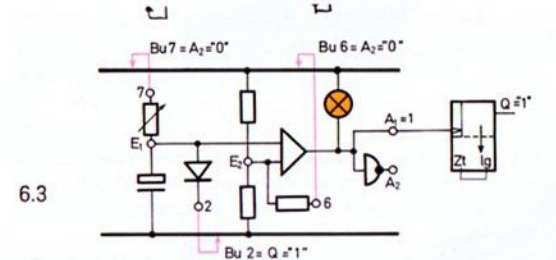 Bu 7 = A₂="0"
Bu 6 = A₂="0"
7
E₁
E₂
A₁=1
Q ="1"
Zt
Ig
A₂
2
6
6.3
Bu 2 = Q ="1"